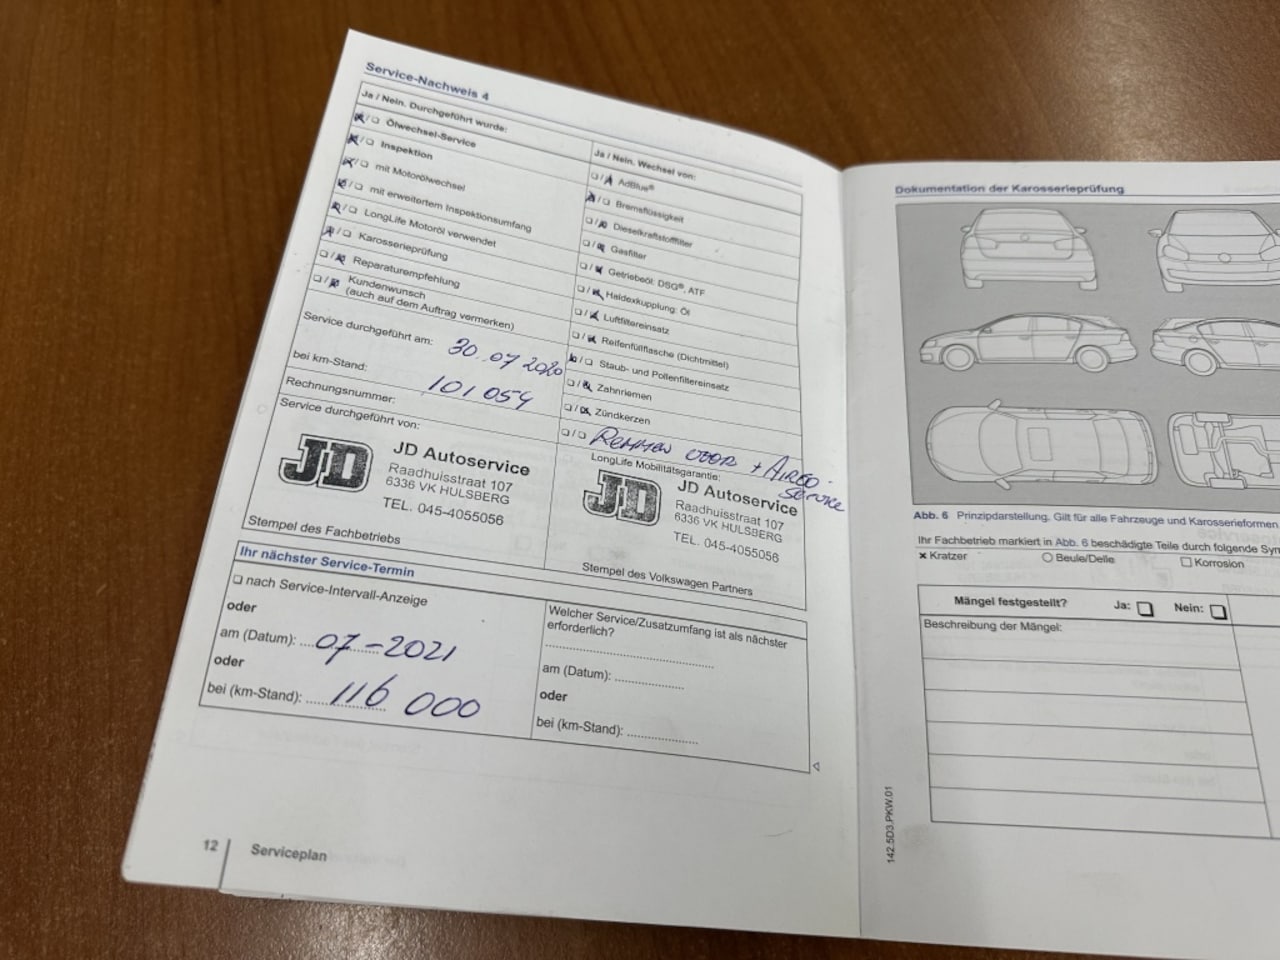 Service-Nachweis 4
Ja / Nein. Durchgeführt wurde:
Ölwechsel-Service
Inspektion
mit Motorölwechsel
mit erweitertem Inspektionsumfang
LongLife Motoröl verwendet
Karosserieprüfung
Reparaturempfehlung
Kundenwunsch
(auch auf dem Auftrag vermerken)
Ja / Nein. Wechsel von:
AdBlue®
Bremsflüssigkeit
Dieselkraftstofffilter
Gasfilter
Getriebeöl: DSG®, ATF
Haldexkupplung: Öl
Luftfiltereinsatz
Reifenfüllflasche (Dichtmittel)
Staub- und Pollenfiltereinsatz
Zahnriemen
Zündkerzen
Remmen voor + Airco-
service
Service durchgeführt am: 30.07 2020
bei km-Stand: 101 054
Rechnungsnummer:
Service durchgeführt von:
JD
JD Autoservice
Raadhuisstraat 107
6336 VK HULSBERG
TEL. 045-4055056
Stempel des Fachbetriebs
LongLife Mobilitätsgarantie:
JD
JD Autoservice
Raadhuisstraat 107
6336 VK HULSBERG
TEL. 045-4055056
Stempel des Volkswagen Partners
Ihr nächster Service-Termin
nach Service-Intervall-Anzeige
oder
am (Datum): 07-2021
oder
bei (km-Stand): 116 000
Welcher Service/Zusatzumfang ist als nächster
erforderlich?
am (Datum):
oder
bei (km-Stand):
12 Serviceplan
Dokumentation der Karosserieprüfung
Abb. 6 Prinzipdarstellung. Gilt für alle Fahrzeuge und Karosserieformen
Ihr Fachbetrieb markiert in Abb. 6 beschädigte Teile durch folgende Sym
Kratzer Beule/Delle Korrosion
Mängel festgestellt? Ja: Nein:
Beschreibung der Mängel:
142.5D3.PKW.01